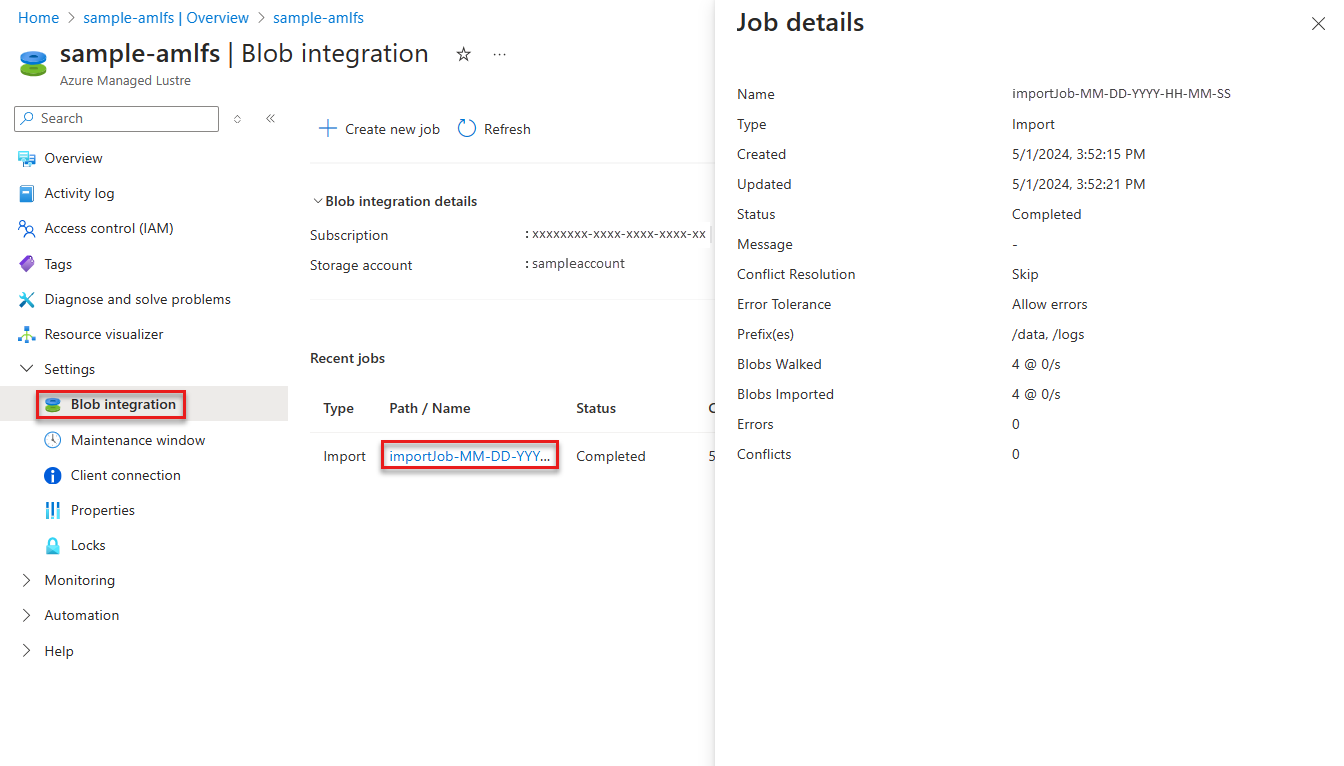 Home > sample-amlfs | Overview > sample-amlfs
sample-amlfs | Blob integration
Azure Managed Lustre
Search
Overview
Activity log
Access control (IAM)
Tags
Diagnose and solve problems
Resource visualizer
Settings
Blob integration
Maintenance window
Client connection
Properties
Locks
Monitoring
Automation
Help
Create new job Refresh
Blob integration details
Subscription : xxxxxxxx-xxxx-xxxx-xxxx-xx
Storage account : sampleaccount
Recent jobs
Type Path / Name Status C
Import importJob-MM-DD-YYY... Completed 5
Job details
Name importJob-MM-DD-YYYY-HH-MM-SS
Type Import
Created 5/1/2024, 3:52:15 PM
Updated 5/1/2024, 3:52:21 PM
Status Completed
Message -
Conflict Resolution Skip
Error Tolerance Allow errors
Prefix(es) /data, /logs
Blobs Walked 4 @ 0/s
Blobs Imported 4 @ 0/s
Errors 0
Conflicts 0